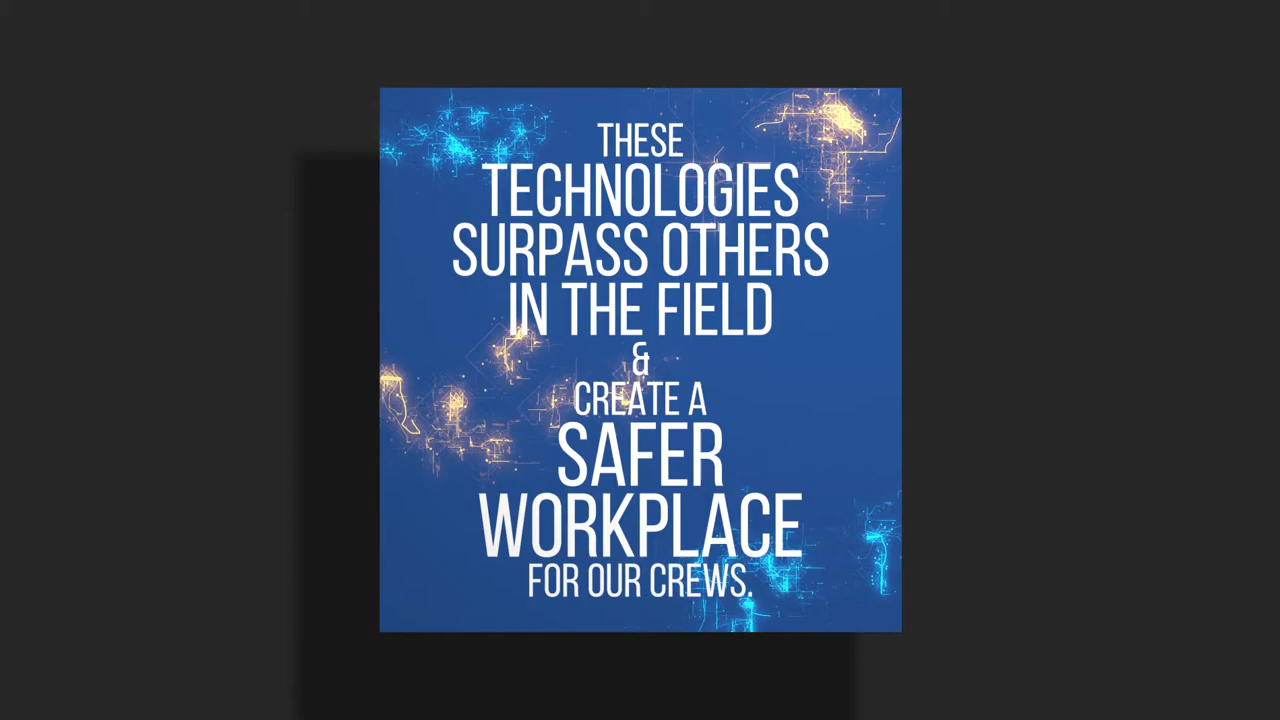 THESE
TECHNOLOGIES
SURPASS OTHERS
IN THE FIELD
&
CREATE A
SAFER
WORKPLACE
FOR OUR CREWS.